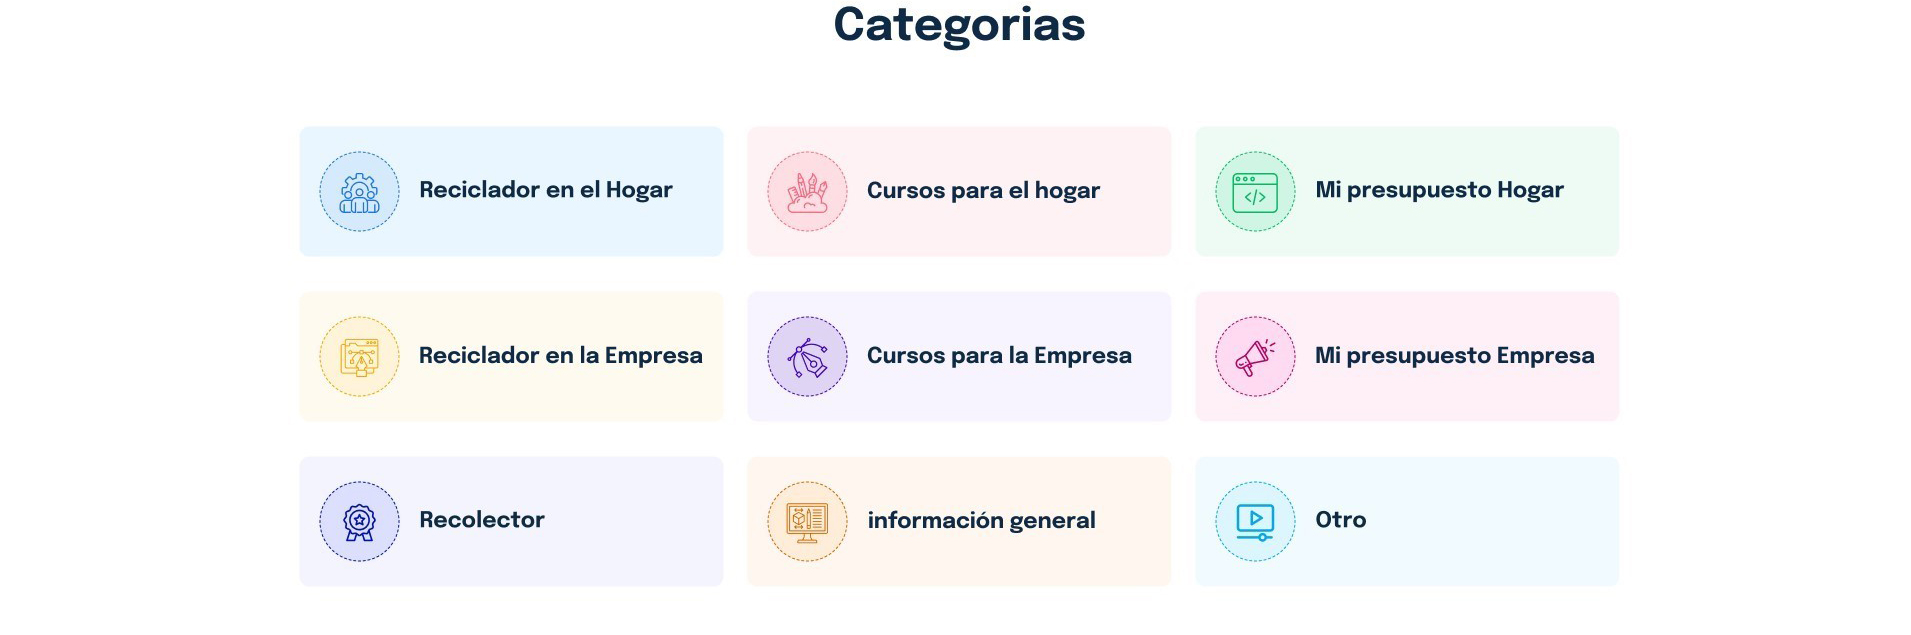 Categorias
Reciclador en el Hogar
Cursos para el hogar
Mi presupuesto Hogar
Reciclador en la Empresa
Cursos para la Empresa
Mi presupuesto Empresa
Recolector
información general
Otro